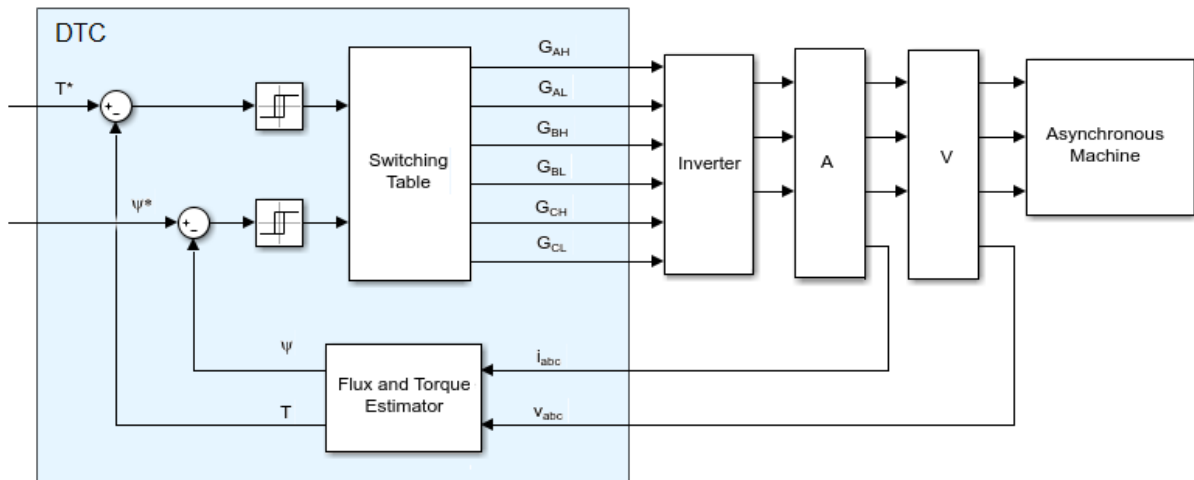 DTC
T*
+
−
ψ*
+
−
Switching
Table
G_AH
G_AL
G_BH
G_BL
G_CH
G_CL
Inverter
A
V
Asynchronous
Machine
ψ
T
Flux and Torque
Estimator
i_abc
v_abc